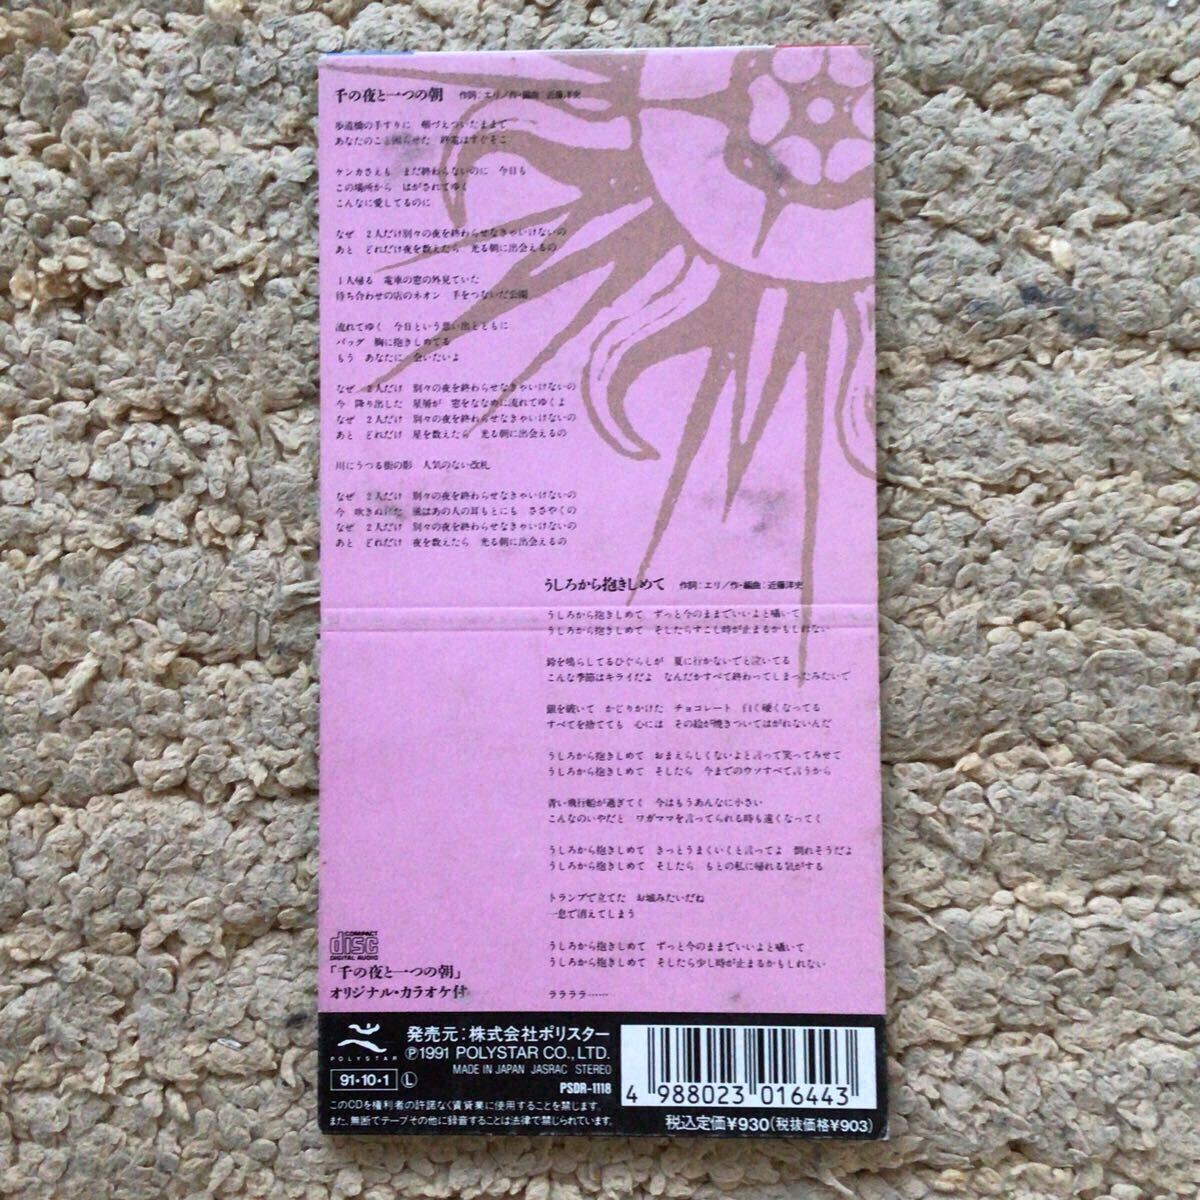 千の夜と一つの朝　作詞：エリ／作・編曲　近藤洋史
歩道橋の手すりに　頬づえついたままで
あなたのこと困らせた　終電はすぐそこ
ケンカさえも　まだ終わらないのに　今日も
この場所から　はがされてゆく
こんなに愛してるのに
なぜ　2人だけ別々の夜を終わらせなきゃいけないの
あと　どれだけ夜を数えたら　光る朝に出会えるの
1人帰る　電車の窓の外見ていた
待ち合わせの店のネオン　手をつないだ公園
流れてゆく　今日という思い出とともに
バッグ　胸に抱きしめてる
もう　あなたに　会いたいよ
なぜ　2人だけ　別々の夜を終わらせなきゃいけないの
今　降り出した　星屑が　窓をななめに流れてゆくよ
なぜ　2人だけ　別々の夜を終わらせなきゃいけないの
あと　どれだけ　星を数えたら　光る朝に出会えるの
川にうつる街の影　人気のない改札
なぜ　2人だけ　別々の夜を終わらせなきゃいけないの
今　吹きぬけた　風はあの人の耳もとにも　ささやくの
なぜ　2人だけ　別々の夜を終わらせなきゃいけないの
あと　どれだけ　夜を数えたら　光る朝に出会えるの
うしろから抱きしめて　作詞：エリ／作・編曲：近藤洋史
うしろから抱きしめて　ずっと今のままでいいよと囁いて
うしろから抱きしめて　そしたらすこし時が止まるかもしれない
鈴を鳴らしてるひぐらしが　夏に行かないでと泣いてる
こんな季節はキライだよ　なんだかすべて終わってしまったみたいで
銀を破いて　かじりかけた　チョコレート　白く硬くなってる
すべてを捨てても　心には　その絵が焼きついてはがれないんだ
うしろから抱きしめて　おまえらしくないよと言って笑ってみせて
うしろから抱きしめて　そしたら　今までのウソすべて言うから
青い飛行船が過ぎてく　今はもうあんなに小さい
こんなのいやだと　ワガママを言ってられる時も遠くなってく
うしろから抱きしめて　きっとうまくいくと言ってよ　倒れそうだよ
うしろから抱きしめて　そしたら　もとの私に帰れる気がする
トランプで立てた　お城みたいだね
一息で消えてしまう
うしろから抱きしめて　ずっと今のままでいいよと囁いて
うしろから抱きしめて　そしたら少し時が止まるかもしれない
ララララ……
COMPACT
disc
DIGITAL AUDIO
「千の夜と一つの朝」
オリジナル・カラオケ付
POLYSTAR
発売元：株式会社ポリスター
Ⓟ1991 POLYSTAR CO., LTD.
MADE IN JAPAN　JASRAC　STEREO
91・10・1 Ⓛ
PSDR-1118
このCDを権利者の許諾なく賃貸業に使用することを禁じます。
また、無断でテープその他に録音することは法律で禁じられています。
4 988023 016443
税込定価¥930(税抜価格¥903)